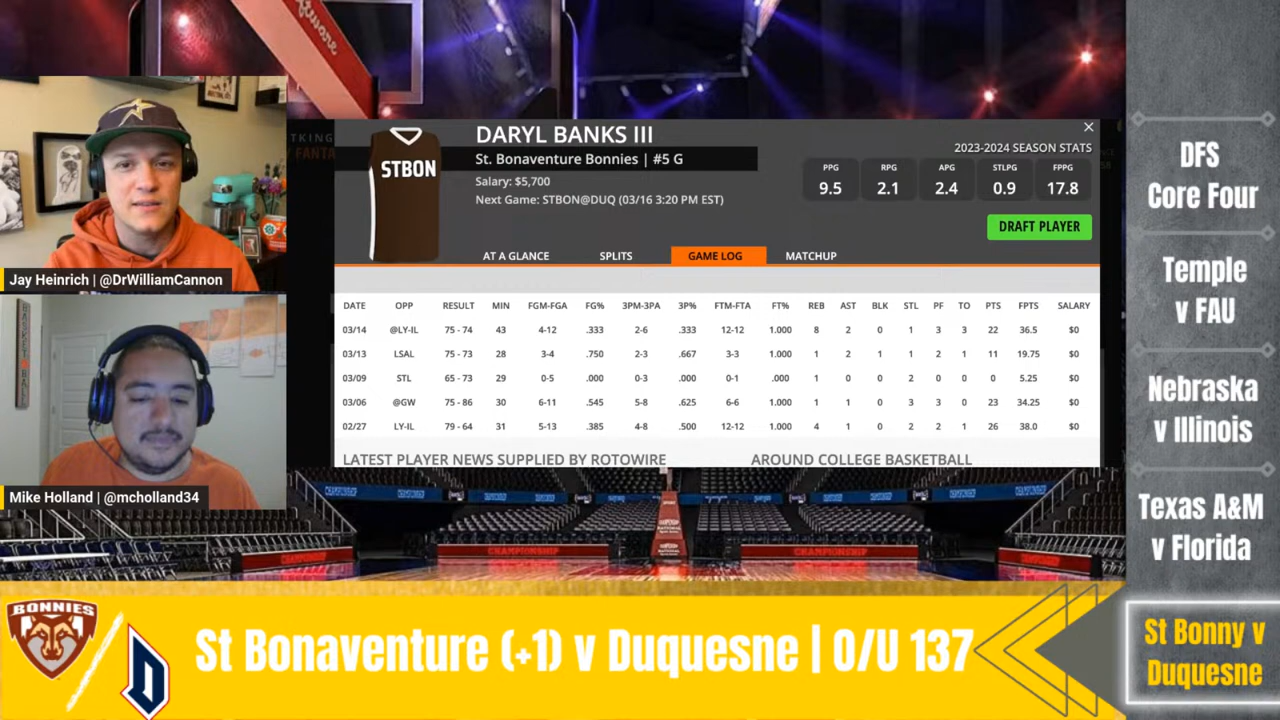 DARYL BANKS III
St. Bonaventure Bonnies | #5 G
Salary: $5,700
Next Game: STBON@DUQ (03/16 3:20 PM EST)
STBON
2023-2024 SEASON STATS
PPG RPG APG STLPG FPPG
9.5 2.1 2.4 0.9 17.8
DRAFT PLAYER
AT A GLANCE SPLITS GAME LOG MATCHUP
DATE OPP RESULT MIN FGM-FGA FG% 3PM-3PA 3P% FTM-FTA FT% REB AST BLK STL PF TO PTS FPTS SALARY
03/14 @LY-IL 75 - 74 43 4-12 .333 2-6 .333 12-12 1.000 8 2 0 1 3 3 22 36.5 $0
03/13 LSAL 75 - 73 28 3-4 .750 2-3 .667 3-3 1.000 1 2 1 1 2 1 11 19.75 $0
03/09 STL 65 - 73 29 0-5 .000 0-3 .000 0-1 .000 1 0 0 2 0 0 0 5.25 $0
03/06 @GW 75 - 86 30 6-11 .545 5-8 .625 6-6 1.000 1 1 0 3 3 0 23 34.25 $0
02/27 LY-IL 79 - 64 31 5-13 .385 4-8 .500 12-12 1.000 4 1 0 2 2 1 26 38.0 $0
LATEST PLAYER NEWS SUPPLIED BY ROTOWIRE AROUND COLLEGE BASKETBALL
Jay Heinrich | @DrWilliamCannon
Mike Holland | @mcholland34
DFS
Core Four
Temple
v FAU
Nebraska
v Illinois
Texas A&M
v Florida
St Bonny v
Duquesne
CHAMPIONSHIP
CHAMPIONSHIP
BONNIES
D
St Bonaventure (+1) v Duquesne | O/U 137